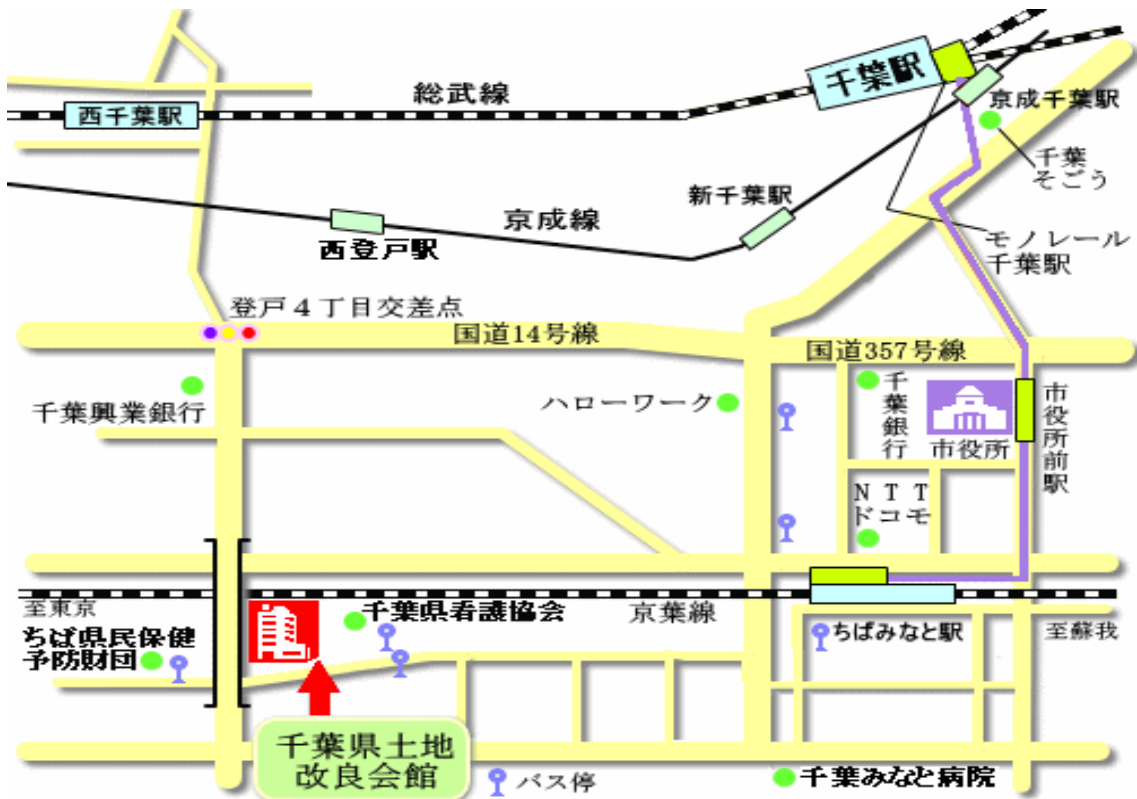 千葉駅
総武線
西千葉駅
京成千葉駅
千葉
そごう
新千葉駅
京成線
西登戸駅
モノレール
千葉駅
登戸4丁目交差点
国道14号線
国道357号線
千葉興業銀行
ハローワーク
千葉銀行
市役所
市役所前駅
NTT
ドコモ
至東京
千葉県看護協会
京葉線
ちばみなと駅
至蘇我
ちば県民保健
予防財団
千葉県土地
改良会館
バス停
千葉みなと病院